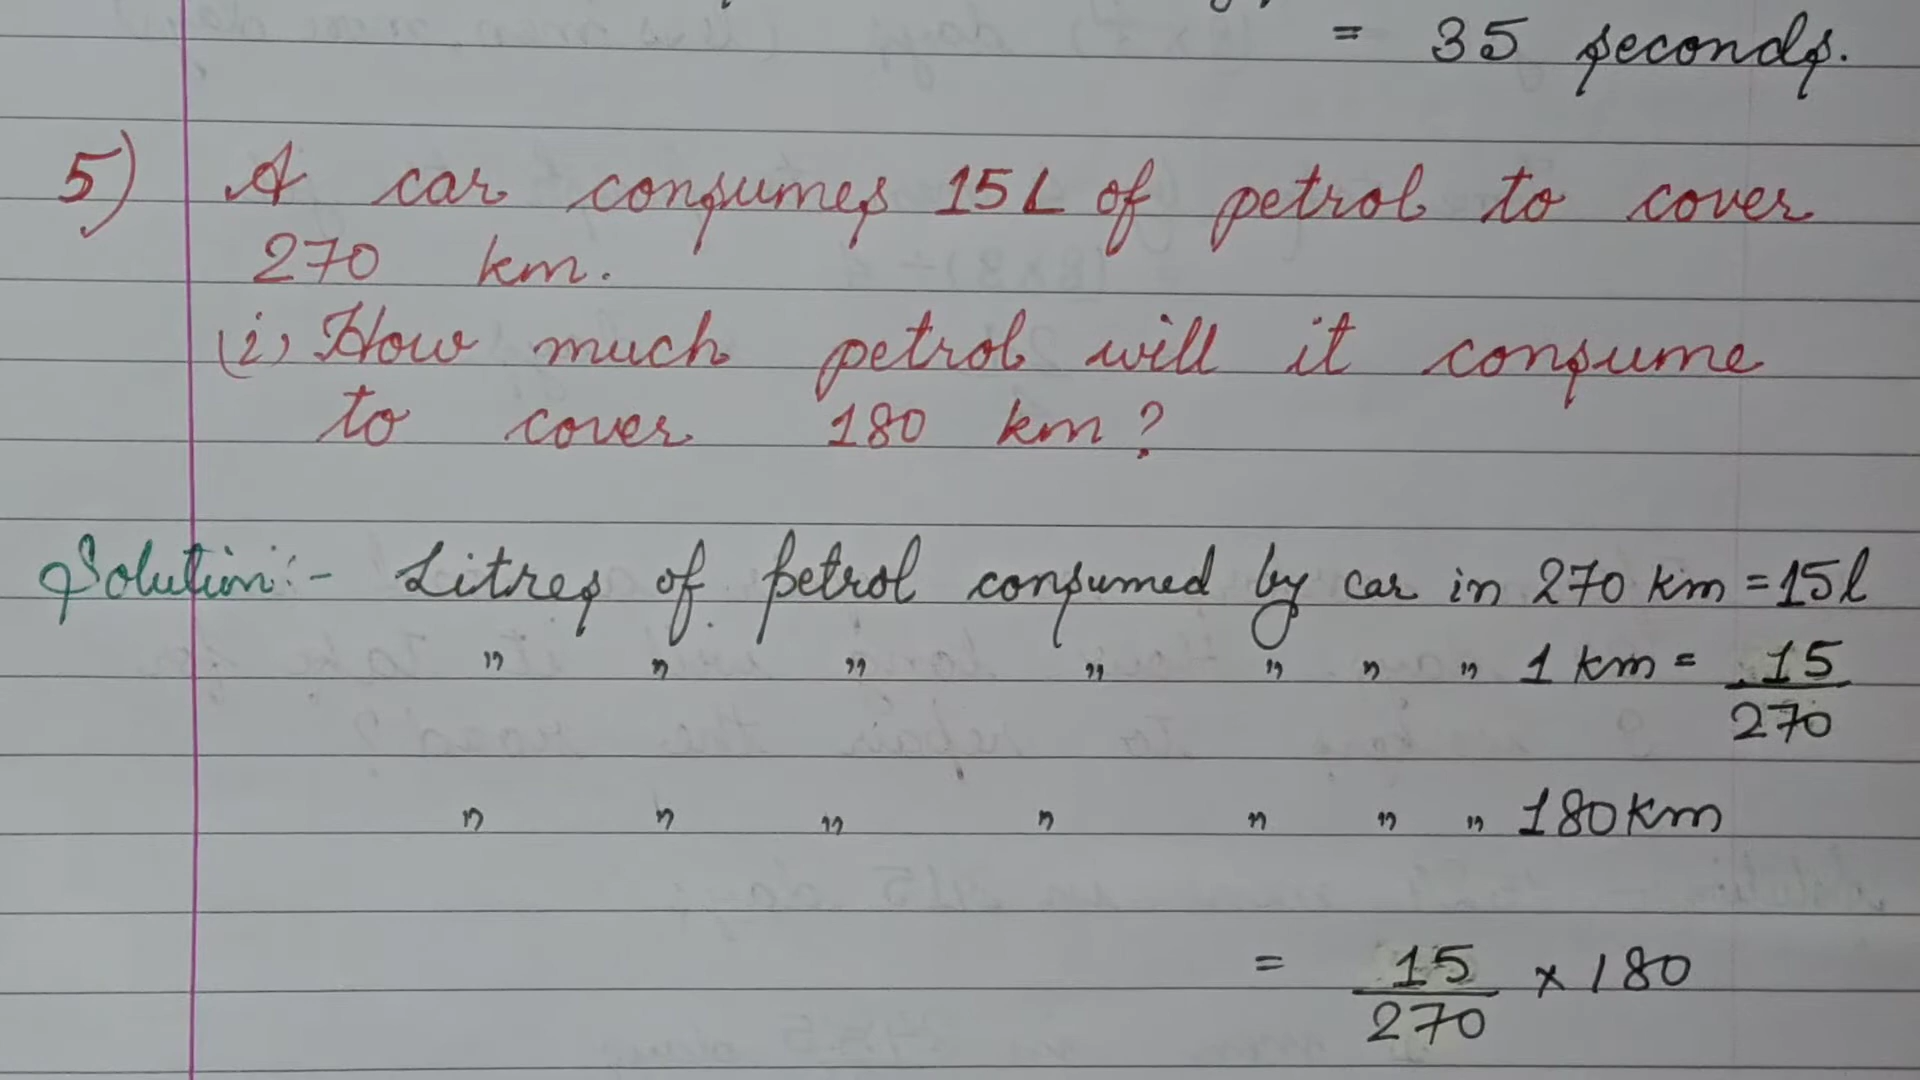 = 35 seconds.
5) A car consumes 15L of petrol to cover
270 km.
(i) How much petrol will it consume
to cover 180 km?
Solution:- Litres of petrol consumed by car in 270 km = 15l
" " " " " " " 1 km = 15/270
" " " " " " " 180km
= 15/270 × 180